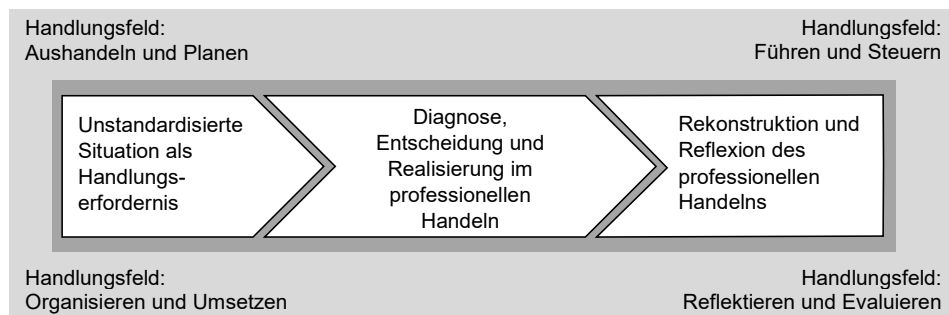 Handlungsfeld:
Aushandeln und Planen
Handlungsfeld:
Führen und Steuern
Unstandardisierte
Situation als
Handlungs-
erfordernis
Diagnose,
Entscheidung und
Realisierung im
professionellen
Handeln
Rekonstruktion und
Reflexion des
professionellen
Handelns
Handlungsfeld:
Organisieren und Umsetzen
Handlungsfeld:
Reflektieren und Evaluieren